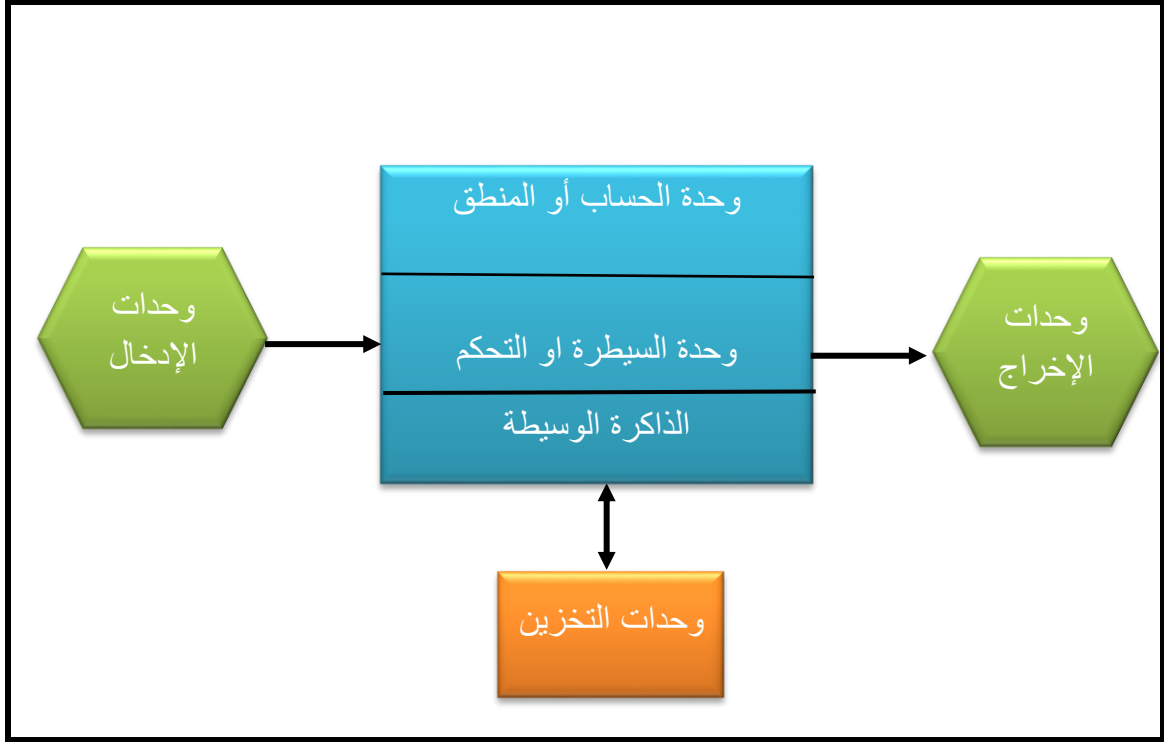 وحدة الحساب أو المنطق
وحدات
الإدخال
وحدة السيطرة او التحكم
وحدات
الإخراج
الذاكرة الوسيطة
وحدات التخزين